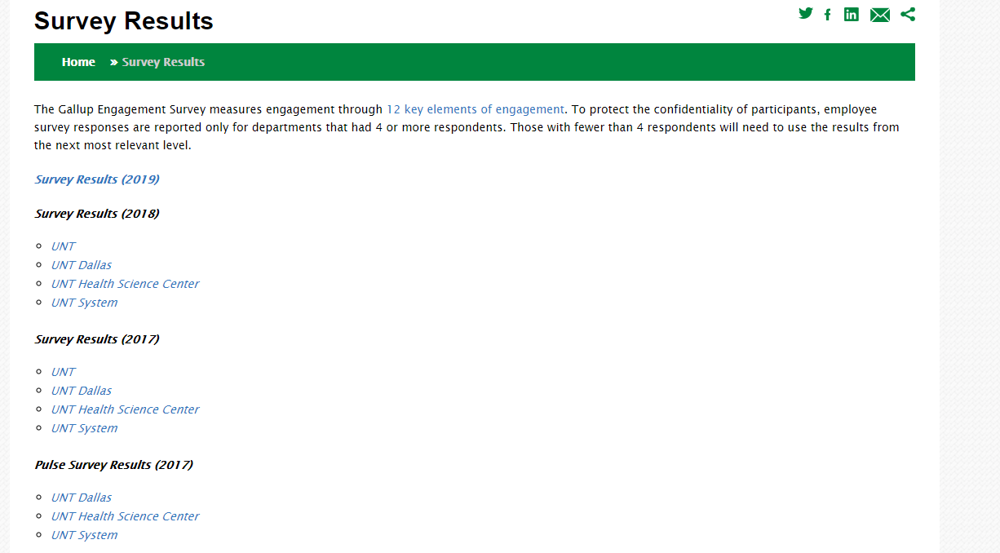 Survey Results
Home » Survey Results
The Gallup Engagement Survey measures engagement through 12 key elements of engagement. To protect the confidentiality of participants, employee
survey responses are reported only for departments that had 4 or more respondents. Those with fewer than 4 respondents will need to use the results from
the next most relevant level.
Survey Results (2019)
Survey Results (2018)
UNT
UNT Dallas
UNT Health Science Center
UNT System
Survey Results (2017)
UNT
UNT Dallas
UNT Health Science Center
UNT System
Pulse Survey Results (2017)
UNT Dallas
UNT Health Science Center
UNT System